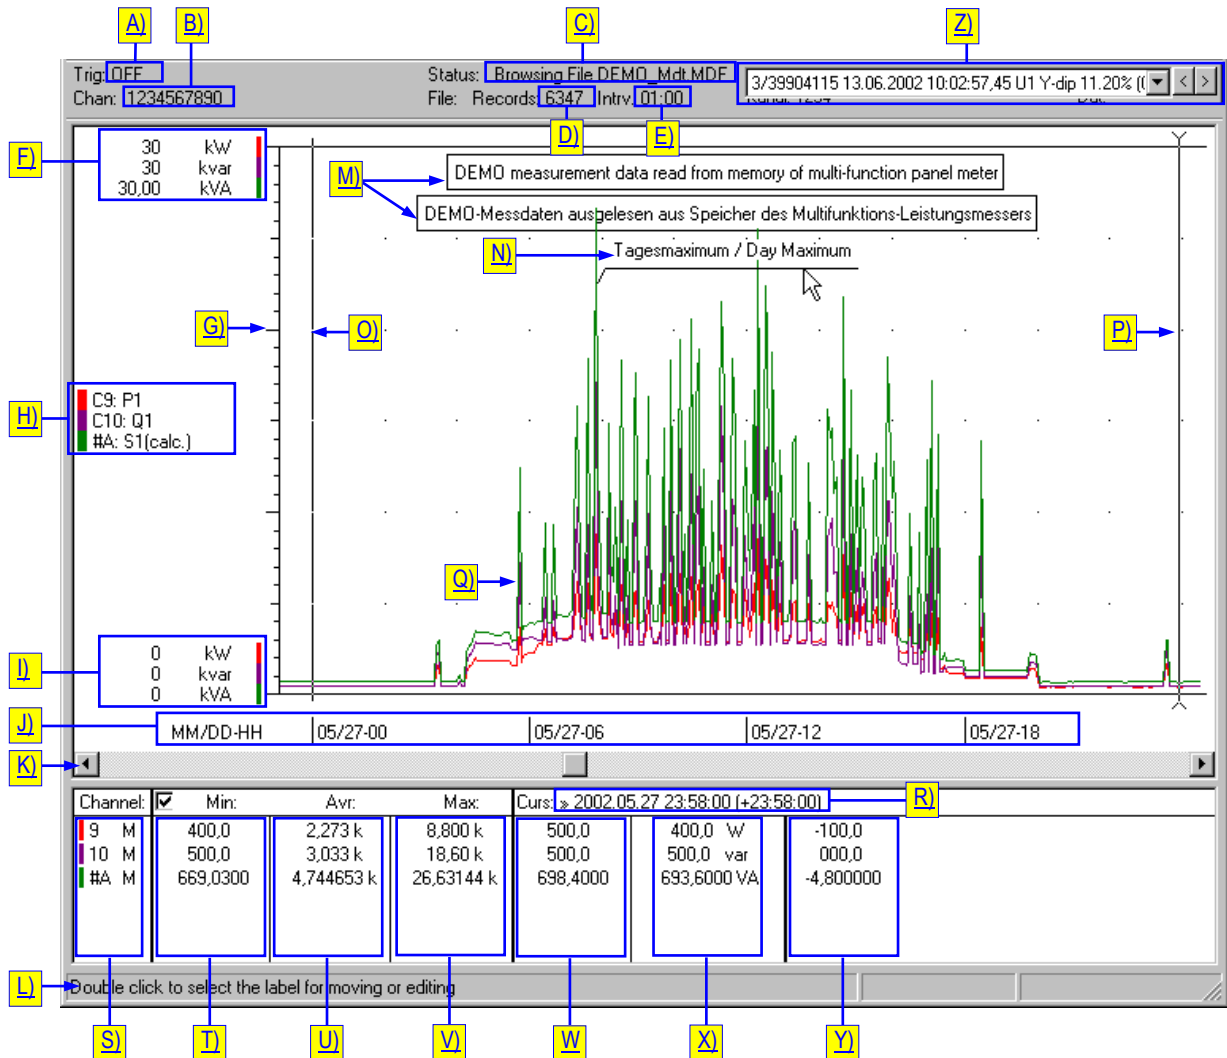 A) B) C) Z)
Trig: OFF Status: Browsing File DEMO_Mdt.MDF 3/39904115 13.06.2002 10:02:57,45 U1 Y-dip 11.20% (( < >
Chan: 1234567890 File: Records: 6347 Intrv. 01:00
D) E)
F) 30 kW
30 kvar
30,00 kVA
M) DEMO measurement data read from memory of multi-function panel meter
DEMO-Messdaten ausgelesen aus Speicher des Multifunktions-Leistungsmessers
N) Tagesmaximum / Day Maximum
G) O) P)
H) C9: P1
C10: Q1
#A: S1(calc.)
Q)
I) 0 kW
0 kvar
0 kVA
J) MM/DD-HH 05/27-00 05/27-06 05/27-12 05/27-18
K)
Channel: Min: Avr: Max: Curs: » 2002.05.27 23:58:00 (+23:58:00) R)
9 M 400,0 2,273 k 8,800 k 500,0 400,0 W -100,0
10 M 500,0 3,033 k 18,60 k 500,0 500,0 var 000,0
#A M 669,0300 4,744653 k 26,63144 k 698,4000 693,6000 VA -4,800000
L) Double click to select the label for moving or editing
S) T) U) V) W X) Y)